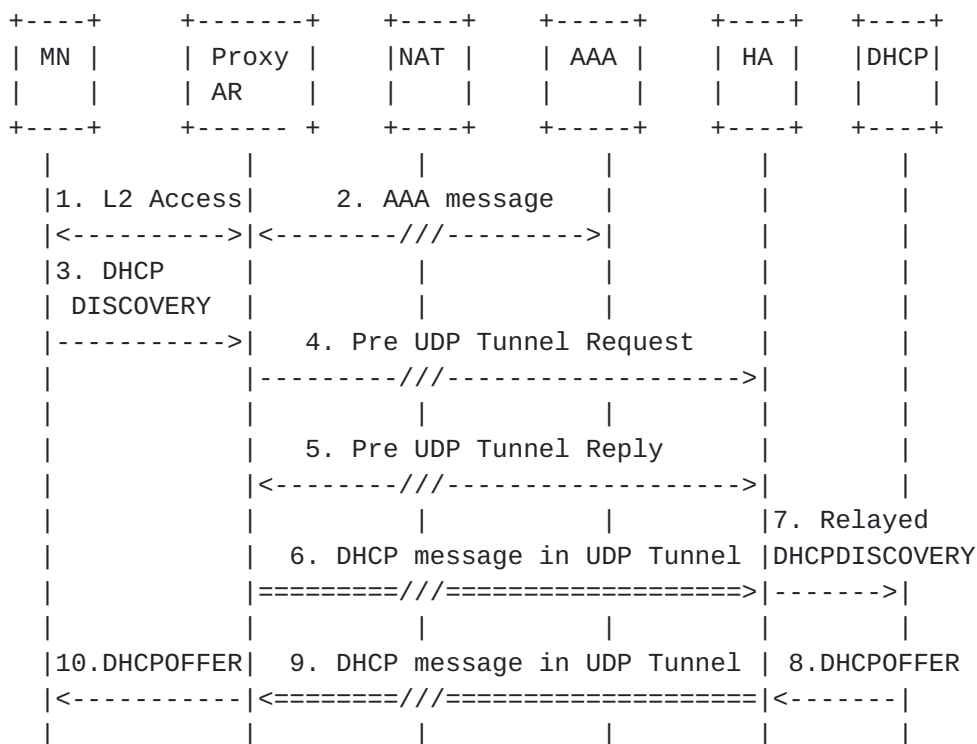 +----+     +-------+    +----+    +-----+    +----+   +----+
| MN |     | Proxy |    |NAT |    | AAA |    | HA |   |DHCP|
|    |     | AR    |    |    |    |     |    |    |   |    |
+----+     +------ +    +----+    +-----+    +----+   +----+
  |            |          |           |         |        |
  |1. L2 Access|     2. AAA message   |         |        |
  |<---------->|<--------///--------->|         |        |
  |3. DHCP     |          |           |         |        |
  | DISCOVERY  |          |           |         |        |
  |----------->|   4. Pre UDP Tunnel Request    |        |
  |            |---------///------------------->|        |
  |            |          |           |         |        |
  |            |   5. Pre UDP Tunnel Reply      |        |
  |            |<--------///------------------->|        |
  |            |          |           |         |7. Relayed
  |            |  6. DHCP message in UDP Tunnel |DHCPDISCOVERY
  |            |=========///===================>|------->|
  |            |          |           |         |        |
  |10.DHCPOFFER|  9. DHCP message in UDP Tunnel | 8.DHCPOFFER
  |<-----------|<========///====================|<-------|
  |            |          |           |         |        |